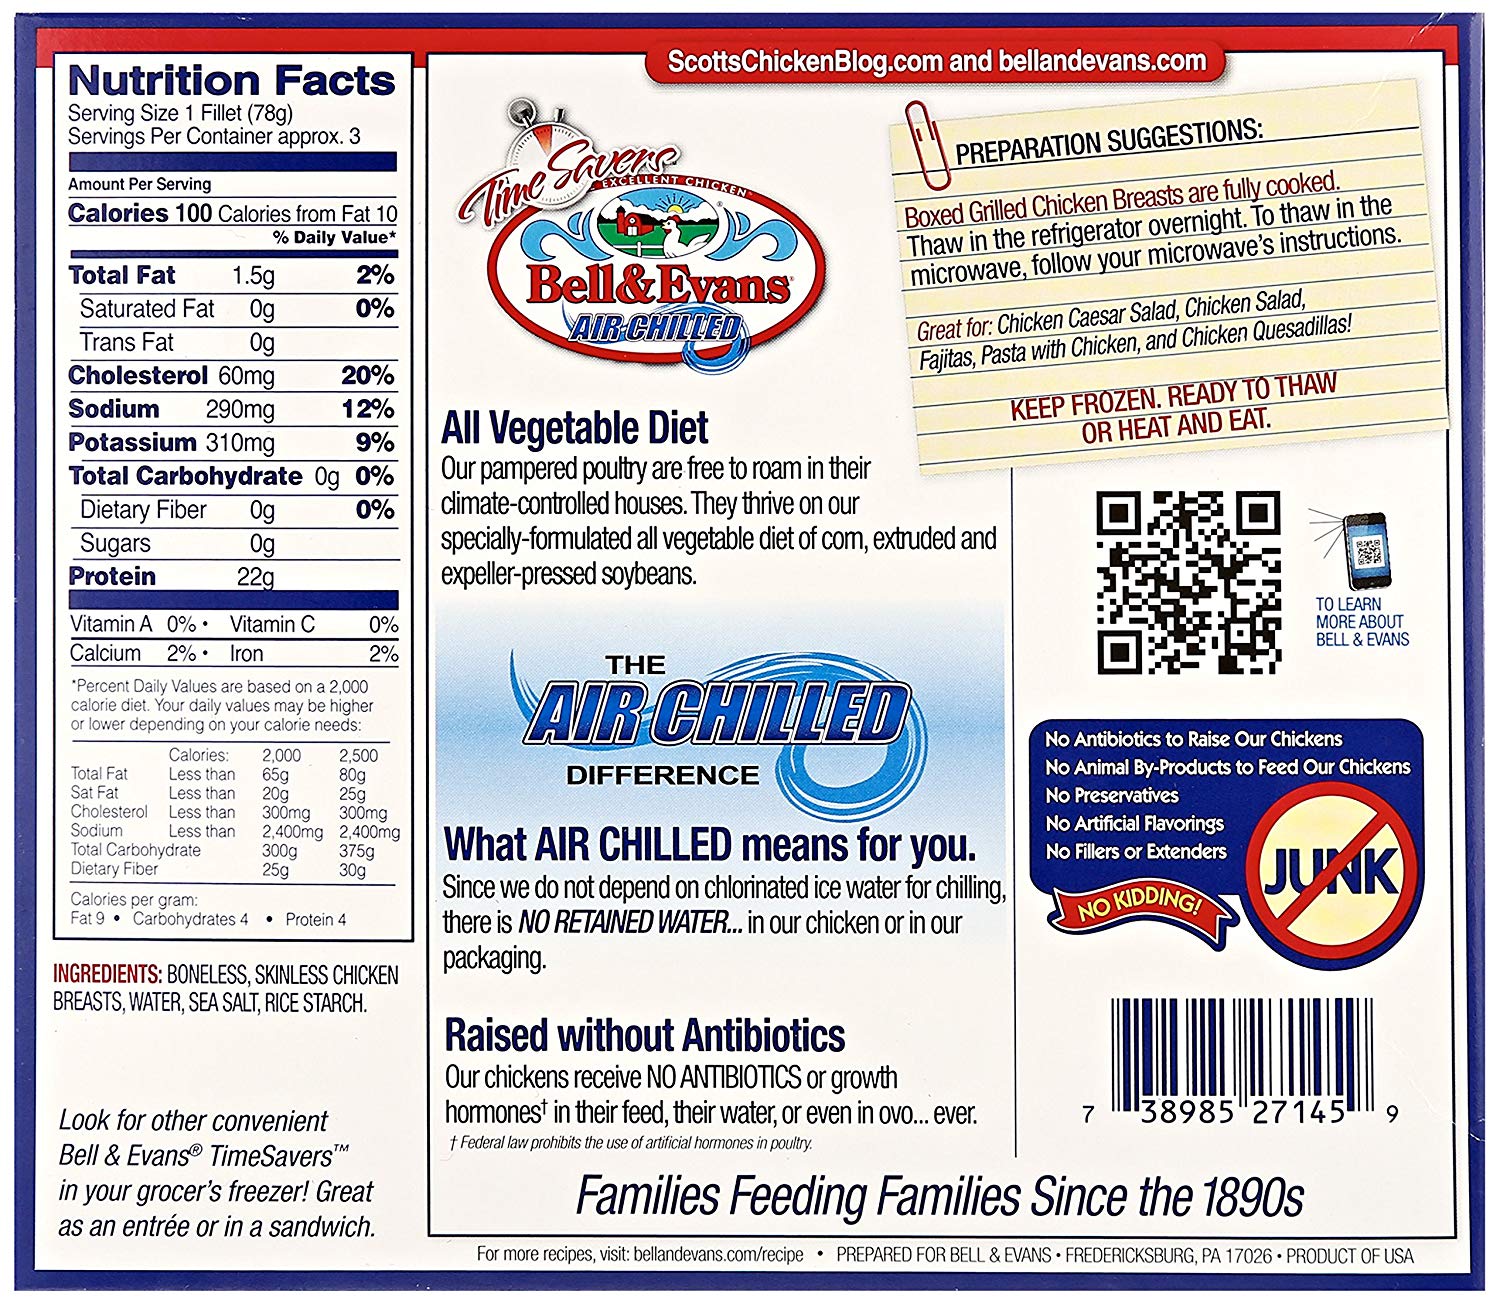 ScottsChickenBlog.com and bellandevans.com
Nutrition Facts
Serving Size 1 Fillet (78g)
Servings Per Container approx. 3
Amount Per Serving
Calories 100 Calories from Fat 10
% Daily Value*
Total Fat 1.5g 2%
Saturated Fat 0g 0%
Trans Fat 0g
Cholesterol 60mg 20%
Sodium 290mg 12%
Potassium 310mg 9%
Total Carbohydrate 0g 0%
Dietary Fiber 0g 0%
Sugars 0g
Protein 22g
Vitamin A 0% • Vitamin C 0%
Calcium 2% • Iron 2%
*Percent Daily Values are based on a 2,000
calorie diet. Your daily values may be higher
or lower depending on your calorie needs:
Calories: 2,000 2,500
Total Fat Less than 65g 80g
Sat Fat Less than 20g 25g
Cholesterol Less than 300mg 300mg
Sodium Less than 2,400mg 2,400mg
Total Carbohydrate 300g 375g
Dietary Fiber 25g 30g
Calories per gram:
Fat 9 • Carbohydrates 4 • Protein 4
INGREDIENTS: BONELESS, SKINLESS CHICKEN
BREASTS, WATER, SEA SALT, RICE STARCH.
Look for other convenient
Bell & Evans® TimeSavers™
in your grocer's freezer! Great
as an entrée or in a sandwich.
Time Savers™
EXCELLENT CHICKEN
Bell&Evans®
AIR CHILLED
All Vegetable Diet
Our pampered poultry are free to roam in their
climate-controlled houses. They thrive on our
specially-formulated all vegetable diet of corn, extruded and
expeller-pressed soybeans.
THE
AIR CHILLED
DIFFERENCE
What AIR CHILLED means for you.
Since we do not depend on chlorinated ice water for chilling,
there is NO RETAINED WATER... in our chicken or in our
packaging.
Raised without Antibiotics
Our chickens receive NO ANTIBIOTICS or growth
hormones† in their feed, their water, or even in ovo... ever.
† Federal law prohibits the use of artificial hormones in poultry.
PREPARATION SUGGESTIONS:
Boxed Grilled Chicken Breasts are fully cooked.
Thaw in the refrigerator overnight. To thaw in the
microwave, follow your microwave's instructions.
Great for: Chicken Caesar Salad, Chicken Salad,
Fajitas, Pasta with Chicken, and Chicken Quesadillas!
KEEP FROZEN. READY TO THAW
OR HEAT AND EAT.
TO LEARN
MORE ABOUT
BELL & EVANS
No Antibiotics to Raise Our Chickens
No Animal By-Products to Feed Our Chickens
No Preservatives
No Artificial Flavorings
No Fillers or Extenders
JUNK
NO KIDDING!
7 38985 27145 9
Families Feeding Families Since the 1890s
For more recipes, visit: bellandevans.com/recipe • PREPARED FOR BELL & EVANS • FREDERICKSBURG, PA 17026 • PRODUCT OF USA